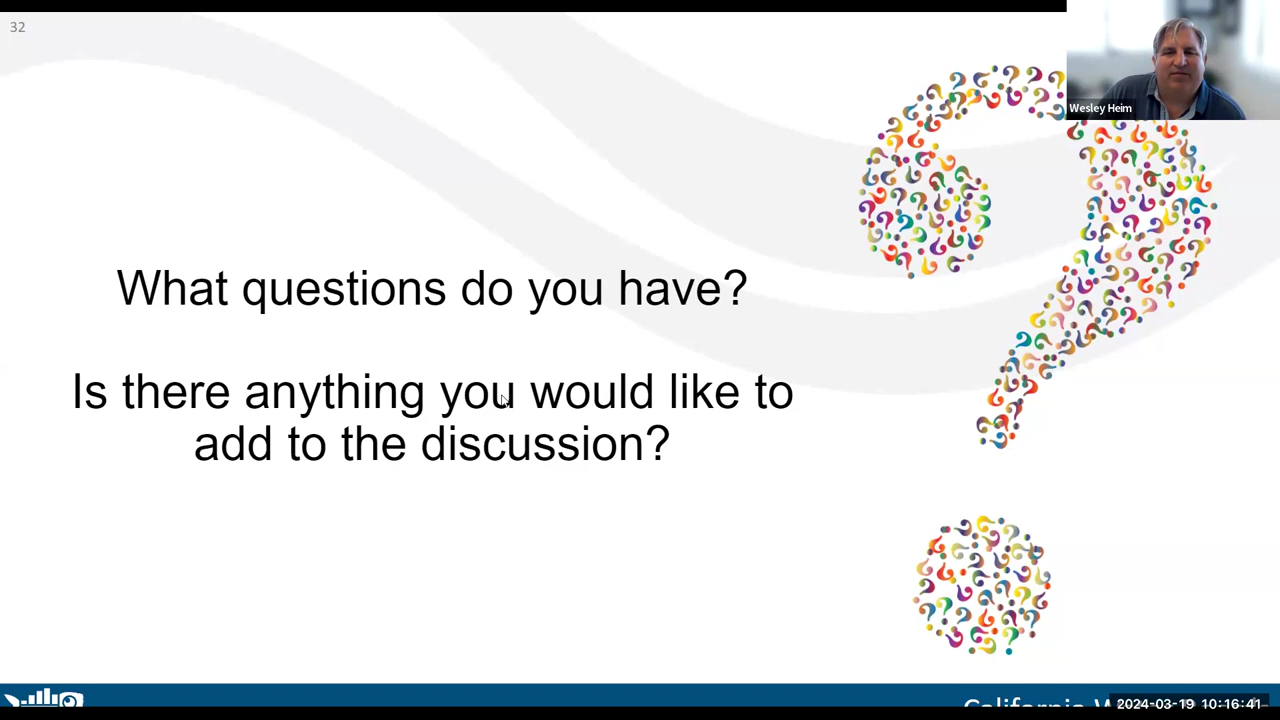 32
Wesley Heim
What questions do you have?
Is there anything you would like to
add to the discussion?
California
2024-03-19 10:16:41